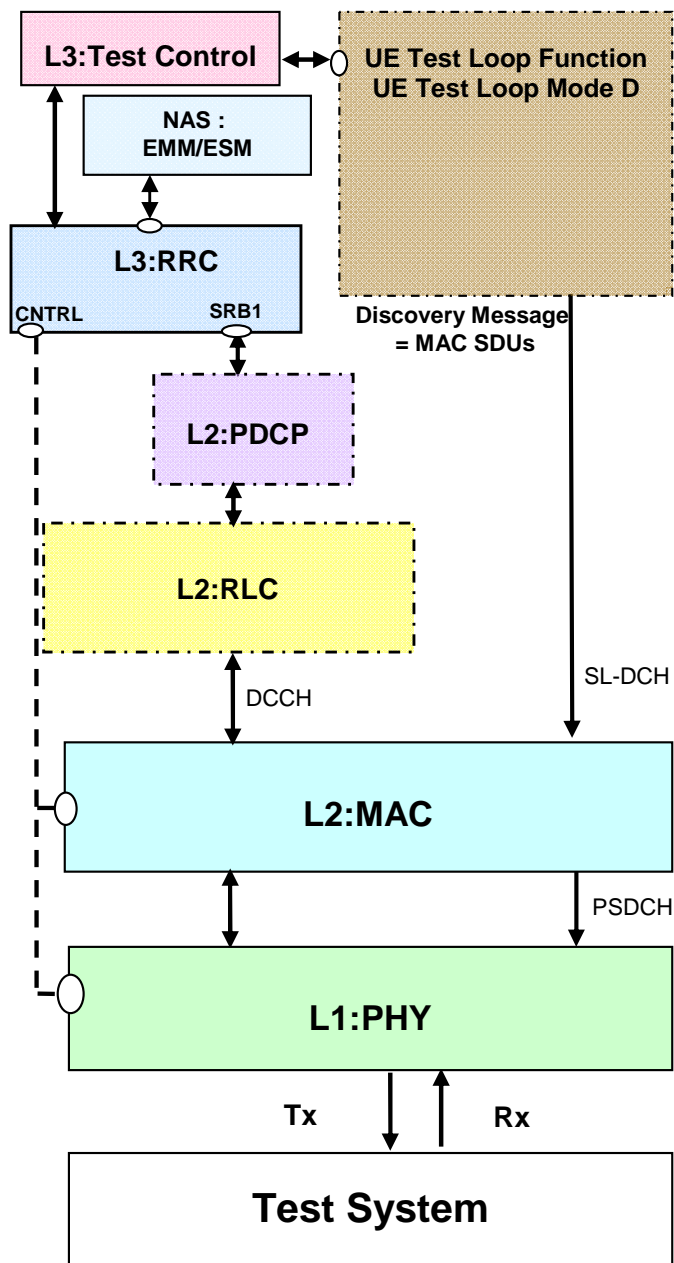 L3:Test Control
UE Test Loop Function
UE Test Loop Mode D
NAS :
EMM/ESM
L3:RRC
CNTRL
SRB1
Discovery Message
= MAC SDUs
L2:PDCP
L2:RLC
DCCH
SL-DCH
L2:MAC
PSDCH
L1:PHY
Tx
Rx
Test System